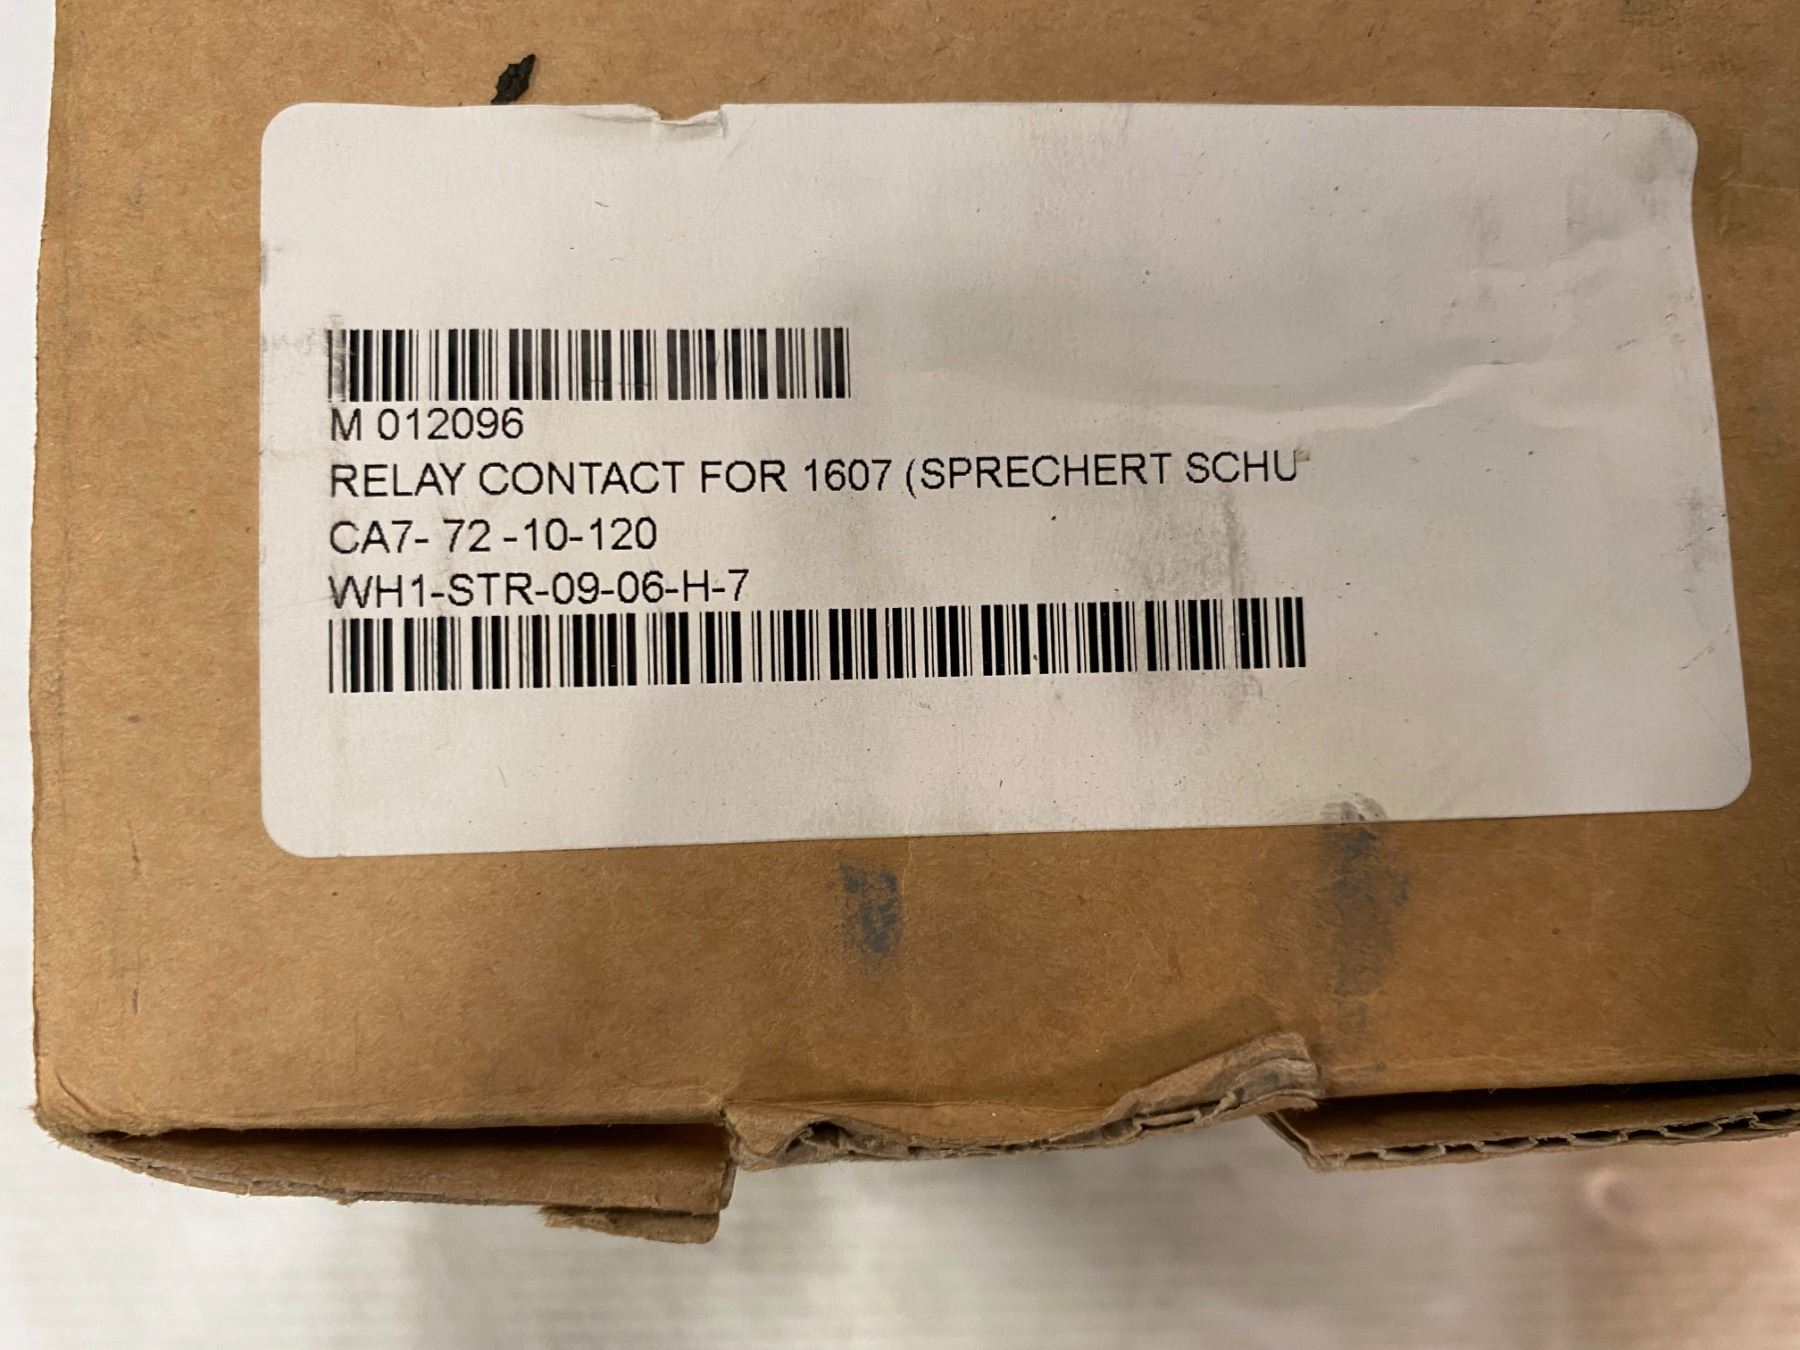 M 012096
RELAY CONTACT FOR 1607 (SPRECHERT SCHU
CA7- 72 -10-120
WH1-STR-09-06-H-7